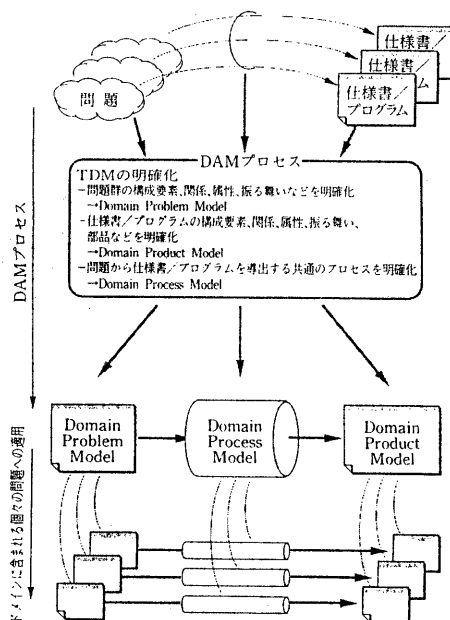 仕様書／
仕様書／
ム
仕様書／
プログラム
問題
DAMプロセス
TDMの明確化
−問題群の構成要素、関係、属性、振る舞いなどを明確化
→Domain Problem Model
−仕様書／プログラムの構成要素、関係、属性、振る舞い、
部品などを明確化
→Domain Product Model
−問題から仕様書／プログラムを導出する共通のプロセスを明確化
→Domain Process Model
DAMプロセス
Domain
Problem
Model
Domain
Process
Model
Domain
Product
Model
ドメインに含まれる個々の問題への適用